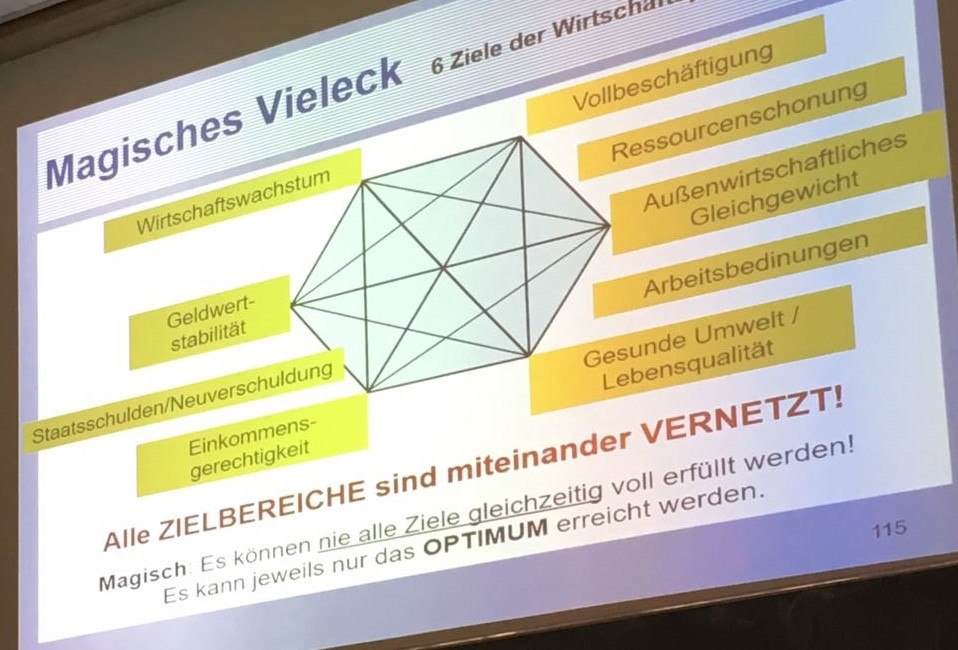 Magisches Vieleck 6 Ziele der
Wirtschaftswachstum
Geldwert-
stabilität
Staatsschulden/Neuverschuldung
Einkommens-
gerechtigkeit
Vollbeschäftigung
Ressourcenschonung
Außenwirtschaftliches
Gleichgewicht
Arbeitsbedinungen
Gesunde Umwelt /
Lebensqualität
Alle ZIELBEREICHE sind miteinander VERNETZT!
Magisch: Es können nie alle Ziele gleichzeitig voll erfüllt werden!
Es kann jeweils nur das OPTIMUM erreicht werden.
115